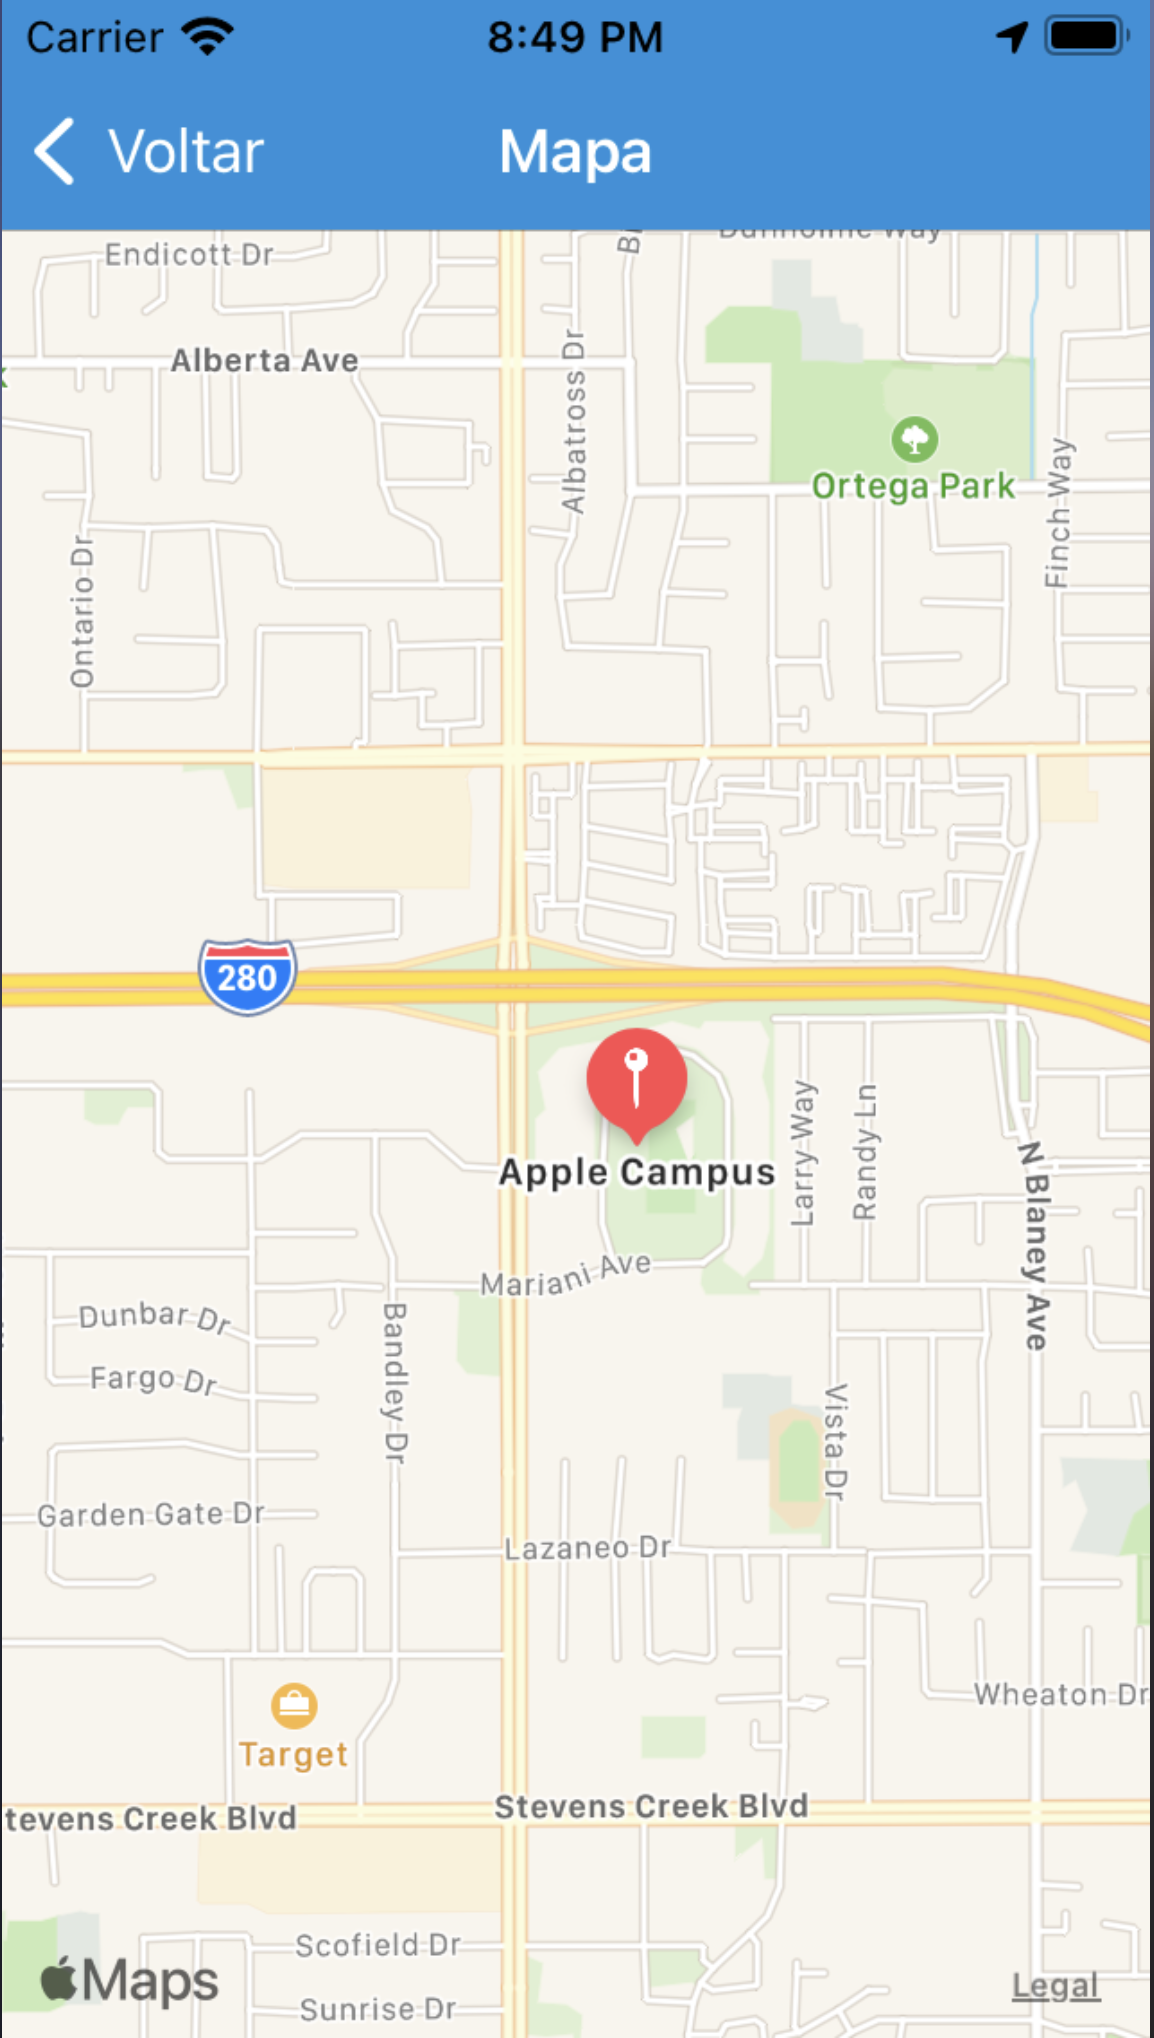 Carrier
8:49 PM
Voltar
Mapa
Endicott Dr
Alberta Ave
Albatross Dr
Ortega Park
Finch Way
Ontario Dr
280
Apple Campus
Larry Way
Randy Ln
N Blaney Ave
Mariani Ave
Dunbar Dr
Fargo Dr
Bandley Dr
Vista Dr
Garden Gate Dr
Lazaneo Dr
Wheaton Dr
Target
tevens Creek Blvd
Stevens Creek Blvd
Scofield Dr
Sunrise Dr
Maps
Legal